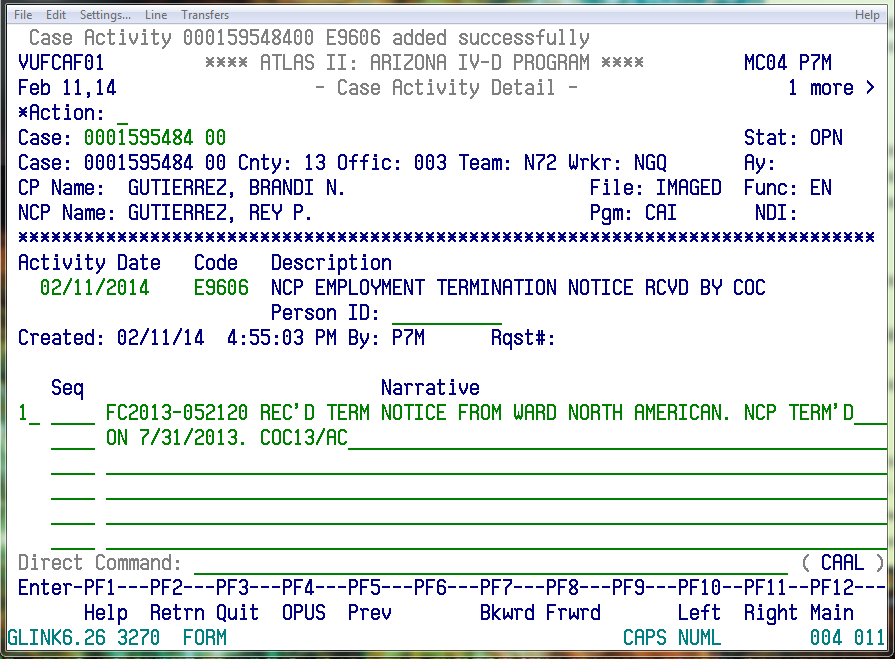 File Edit Settings... Line Transfers Help
Case Activity 000159548400 E9606 added successfully
VUFCAF01 **** ATLAS II: ARIZONA IV-D PROGRAM **** MC04 P7M
Feb 11,14 - Case Activity Detail - 1 more >
*Action: _
Case: 0001595484 00 Stat: OPN
Case: 0001595484 00 Cnty: 13 Offic: 003 Team: N72 Wrkr: NGQ Ay:
CP Name: GUTIERREZ, BRANDI N. File: IMAGED Func: EN
NCP Name: GUTIERREZ, REY P. Pgm: CAI NDI:
******************************************************************************
Activity Date Code Description
02/11/2014 E9606 NCP EMPLOYMENT TERMINATION NOTICE RCVD BY COC
Person ID: __________
Created: 02/11/14 4:55:03 PM By: P7M Rqst#:
Seq Narrative
1_ ____ FC2013-052120 REC'D TERM NOTICE FROM WARD NORTH AMERICAN. NCP TERM'D___
____ ON 7/31/2013. COC13/AC
Direct Command: ( CAAL )
Enter-PF1---PF2---PF3---PF4---PF5---PF6---PF7---PF8---PF9---PF10--PF11--PF12---
Help Retrn Quit OPUS Prev Bkwrd Frwrd Left Right Main
GLINK6.26 3270 FORM CAPS NUML 004 011